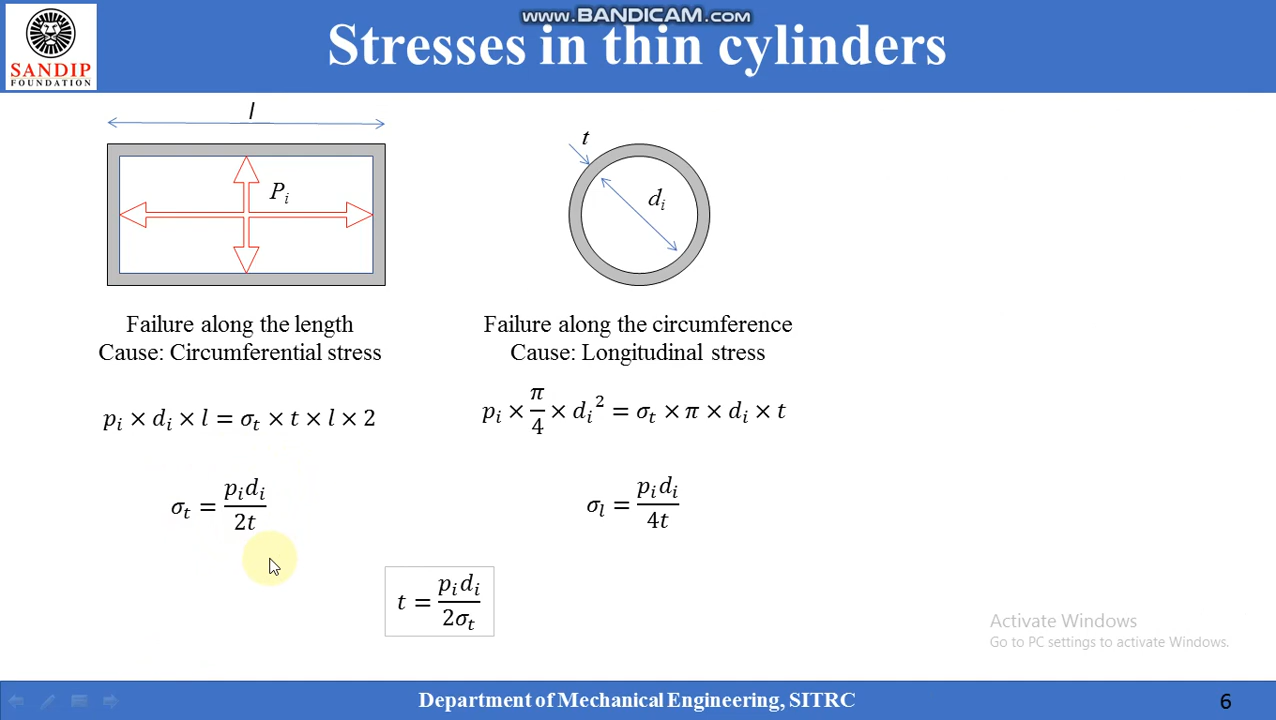 www.BANDICAM.com
Stresses in thin cylinders
SANDIP
FOUNDATION
l
P_i
t
d_i
Failure along the length
Cause: Circumferential stress
Failure along the circumference
Cause: Longitudinal stress
p_i × d_i × l = σ_t × t × l × 2
p_i × π/4 × d_i² = σ_t × π × d_i × t
σ_t = p_i d_i / 2t
σ_l = p_i d_i / 4t
t = p_i d_i / 2σ_t
Activate Windows
Go to PC settings to activate Windows.
Department of Mechanical Engineering, SITRC
6